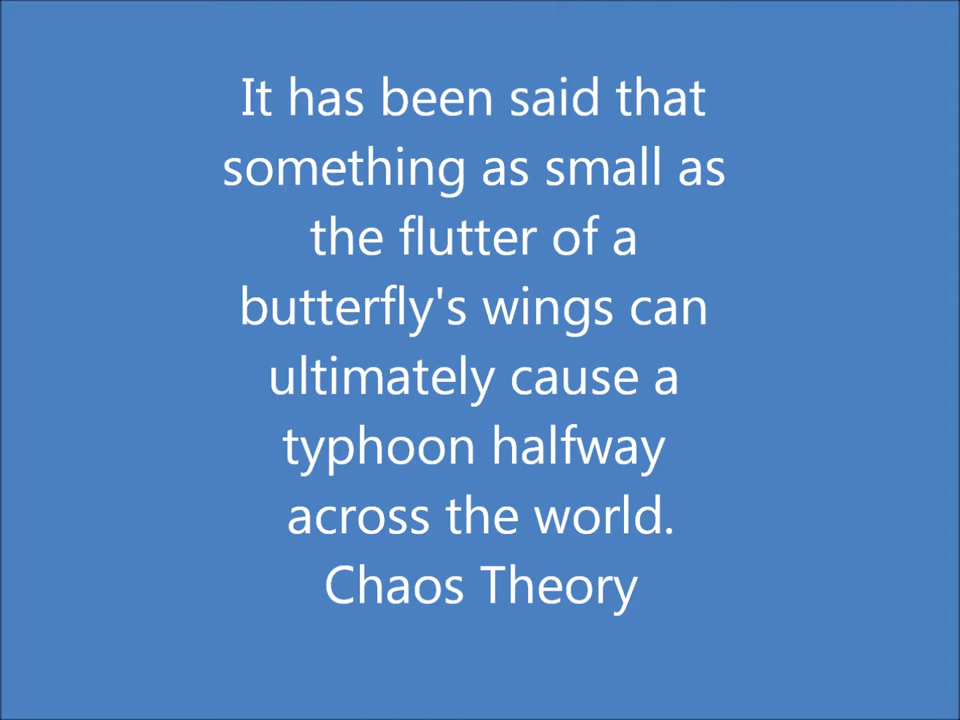 It has been said that
something as small as
the flutter of a
butterfly's wings can
ultimately cause a
typhoon halfway
across the world.
Chaos Theory